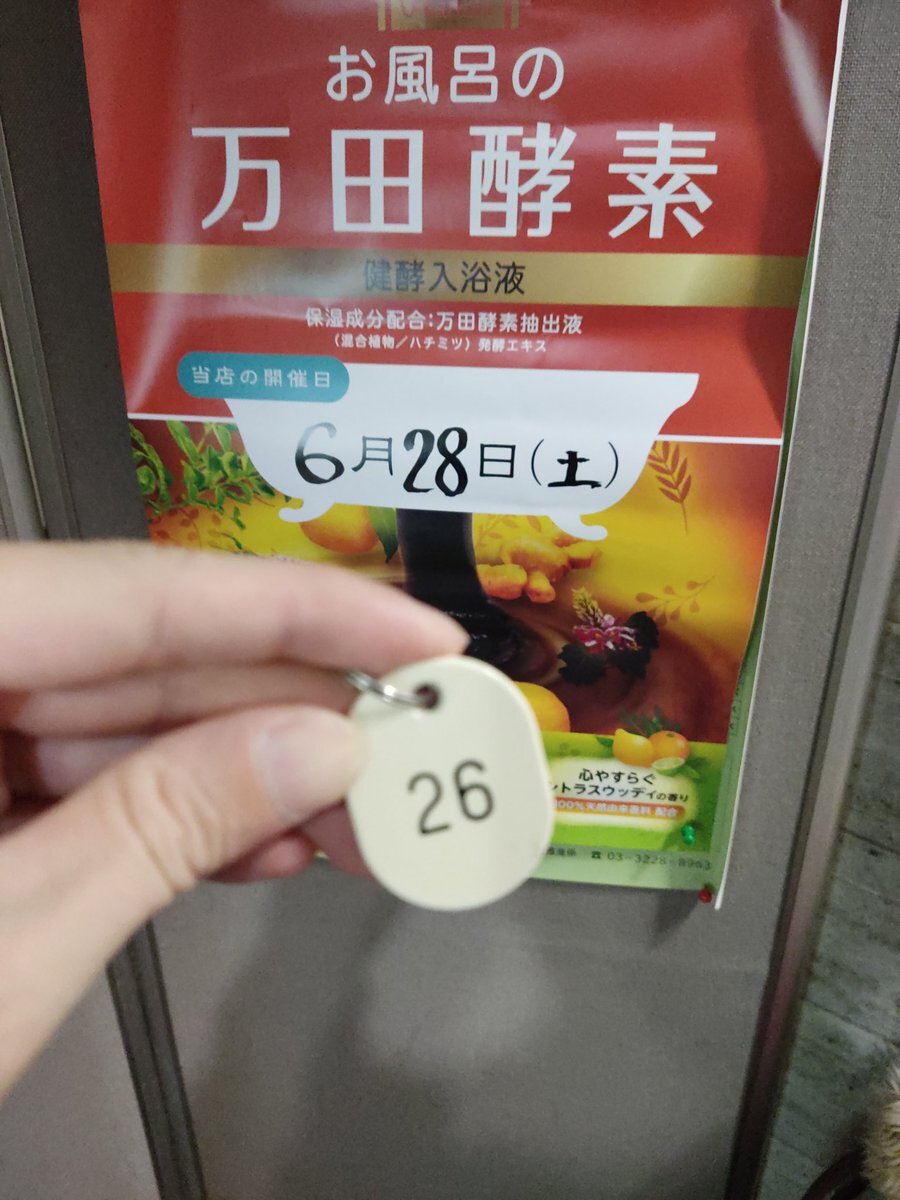 お風呂の
万田酵素
健酵入浴液
保湿成分配合:万田酵素抽出液
(混合植物/ハチミツ)発酵エキス
当店の開催日
6月28日(土)
26
心やすらぐ
ントラスウッディの香り
100%天然由来香料 配合
☎ 03-3228-8963